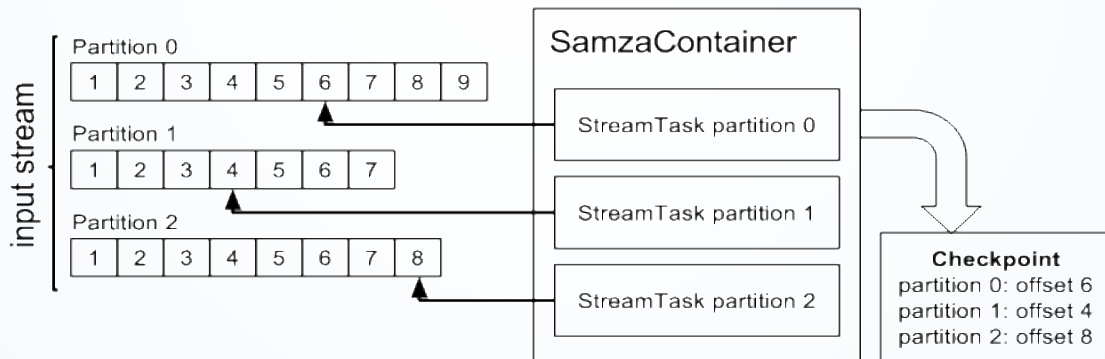 input stream
Partition 0
1 2 3 4 5 6 7 8 9
Partition 1
1 2 3 4 5 6 7
Partition 2
1 2 3 4 5 6 7 8
SamzaContainer
StreamTask partition 0
StreamTask partition 1
StreamTask partition 2
Checkpoint
partition 0: offset 6
partition 1: offset 4
partition 2: offset 8